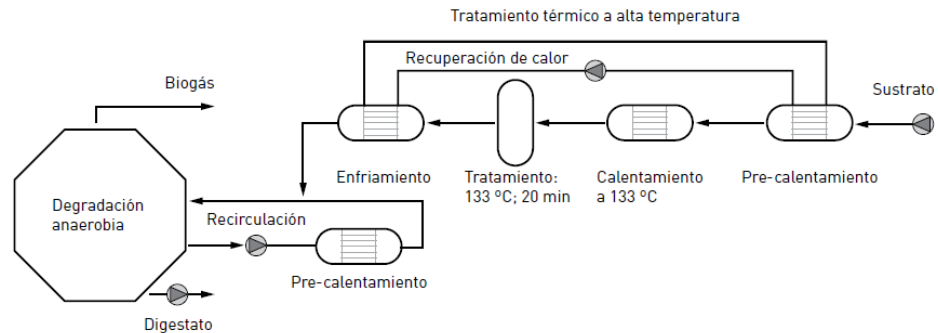 Tratamiento térmico a alta temperatura
Recuperación de calor
Biogás
Sustrato
Enfriamiento
Tratamiento:
133 ºC; 20 min
Calentamiento
a 133 ºC
Pre-calentamiento
Degradación
anaerobia
Recirculación
Pre-calentamiento
Digestato